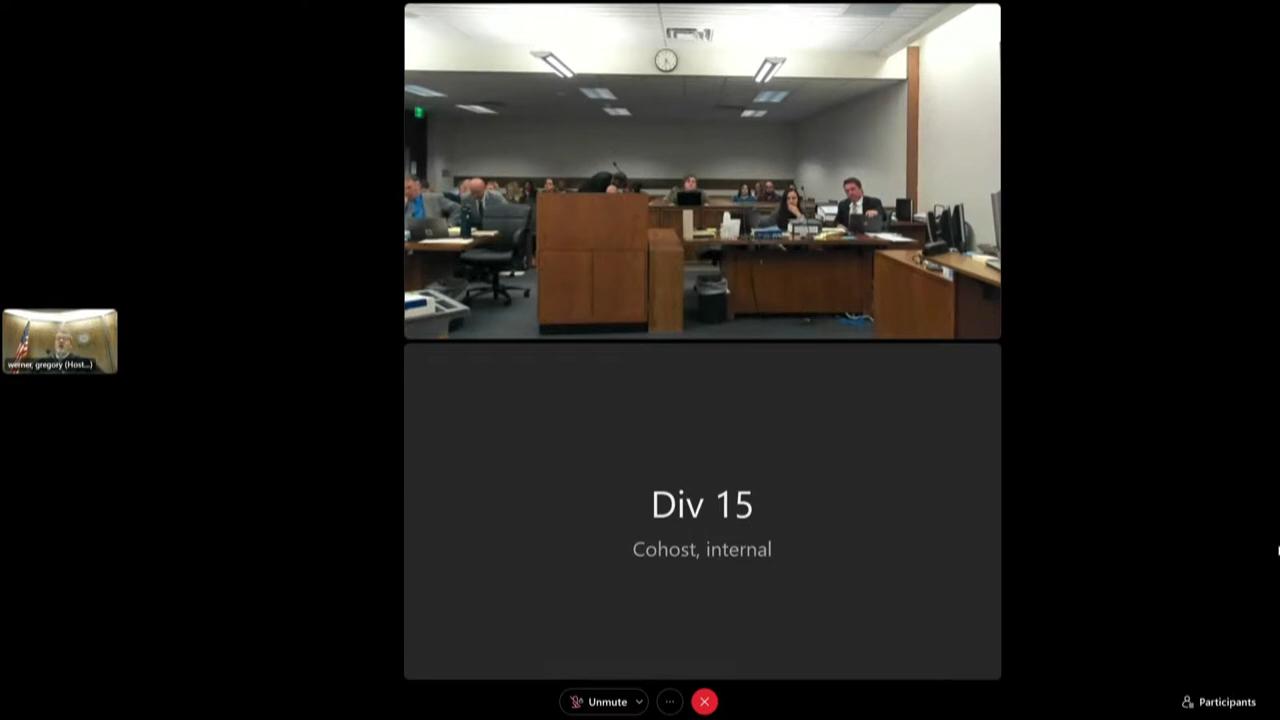 werner, gregory (Host...)
Div 15
Cohost, internal
Unmute
Participants